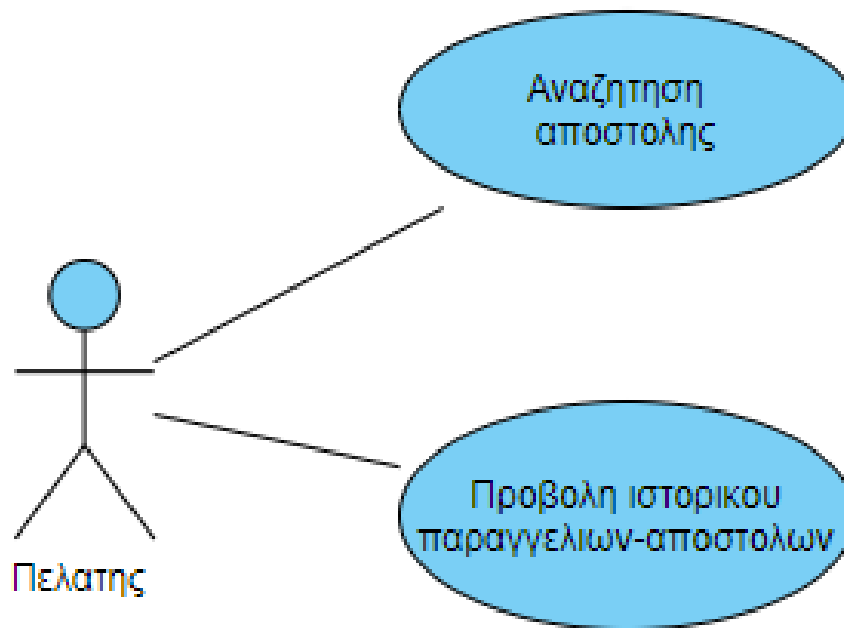 Αναζητηση
αποστολης
Προβολη ιστορικου
παραγγελιων-αποστολων
Πελατης